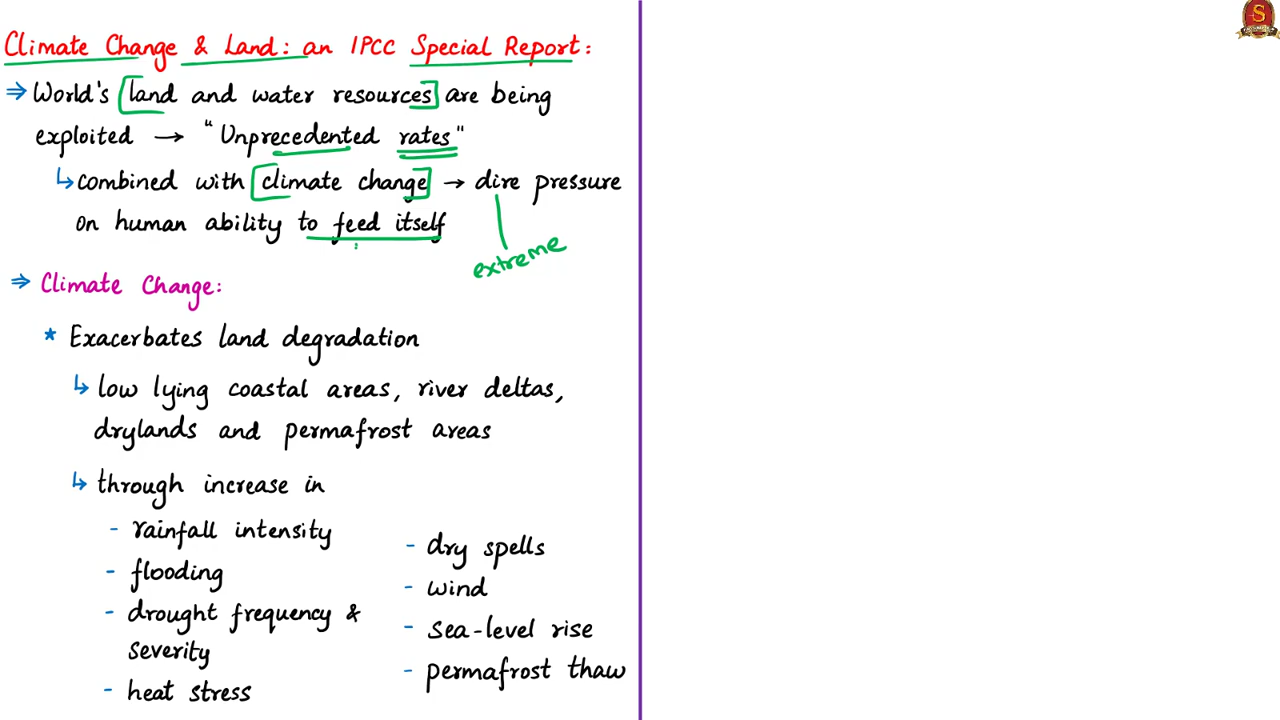 Climate Change & Land: an IPCC Special Report:
⇒ World's [land and water resources] are being
exploited → "Unprecedented rates"
↳ combined with [climate change] → dire pressure
on human ability to feed itself
extreme
⇒ Climate Change:
* Exacerbates land degradation
↳ low lying coastal areas, river deltas,
drylands and permafrost areas
↳ through increase in
- rainfall intensity
- flooding
- drought frequency &
severity
- heat stress
- dry spells
- wind
- sea-level rise
- permafrost thaw
S